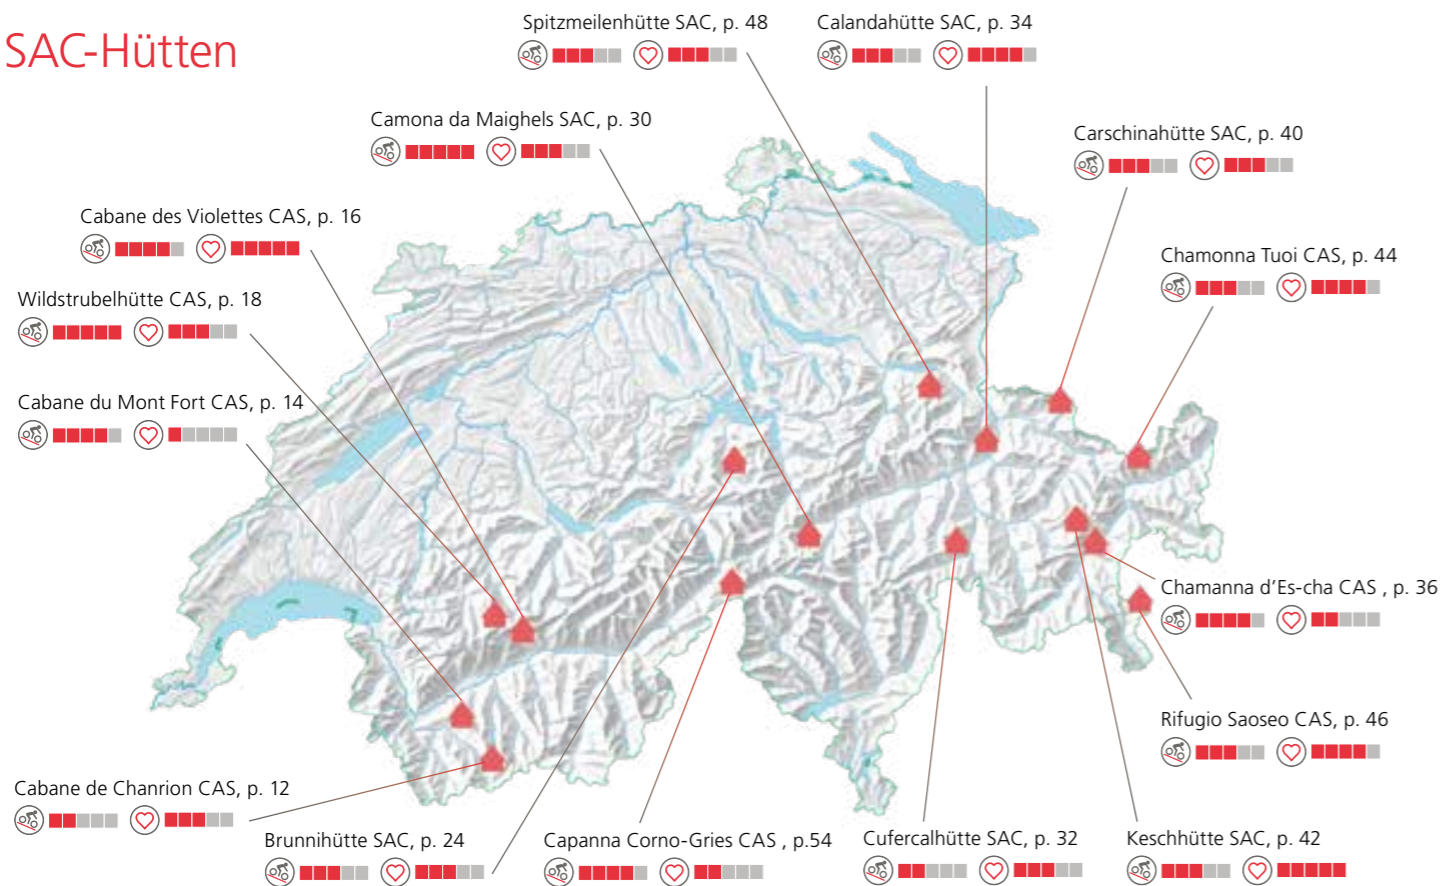 SAC-Hütten
Spitzmeilenhütte SAC, p. 48
Calandahütte SAC, p. 34
Camona da Maighels SAC, p. 30
Carschinahütte SAC, p. 40
Cabane des Violettes CAS, p. 16
Chamonna Tuoi CAS, p. 44
Wildstrubelhütte CAS, p. 18
Cabane du Mont Fort CAS, p. 14
Chamanna d'Es-cha CAS , p. 36
Rifugio Saoseo CAS, p. 46
Cabane de Chanrion CAS, p. 12
Brunnihütte SAC, p. 24
Capanna Corno-Gries CAS , p.54
Cufercalhütte SAC, p. 32
Keschhütte SAC, p. 42